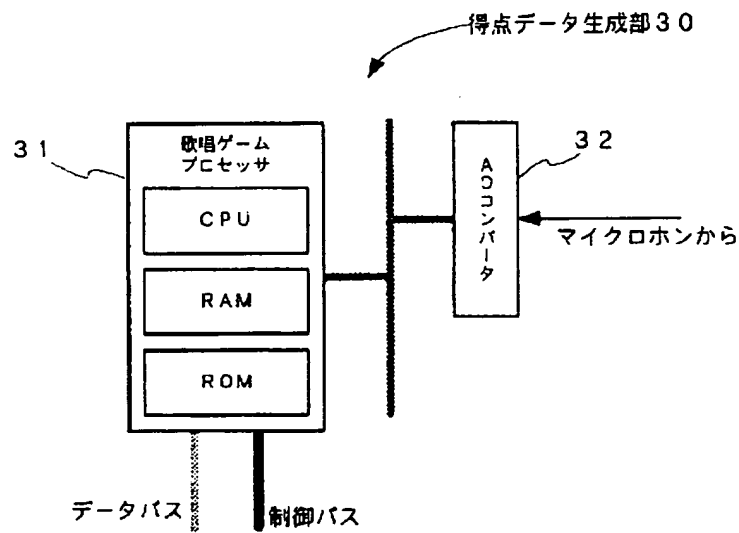 得点データ生成部30
31
歌唱ゲーム
プロセッサ
CPU
RAM
ROM
32
ADコンバータ
マイクロホンから
データバス
制御バス